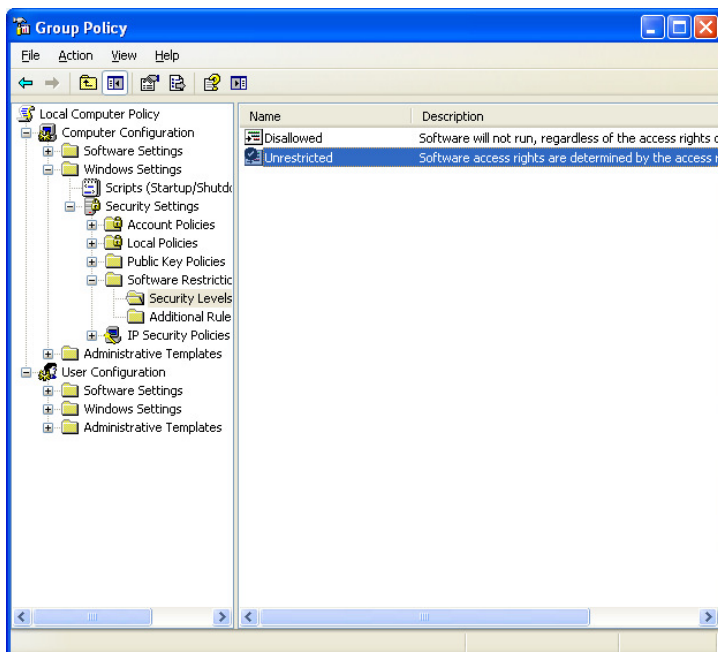 Group Policy
File Action View Help
Local Computer Policy
Computer Configuration
Software Settings
Windows Settings
Scripts (Startup/Shutdo
Security Settings
Account Policies
Local Policies
Public Key Policies
Software Restrictic
Security Levels
Additional Rule
IP Security Policies
Administrative Templates
User Configuration
Software Settings
Windows Settings
Administrative Templates
Name Description
Disallowed Software will not run, regardless of the access rights o
Unrestricted Software access rights are determined by the access r